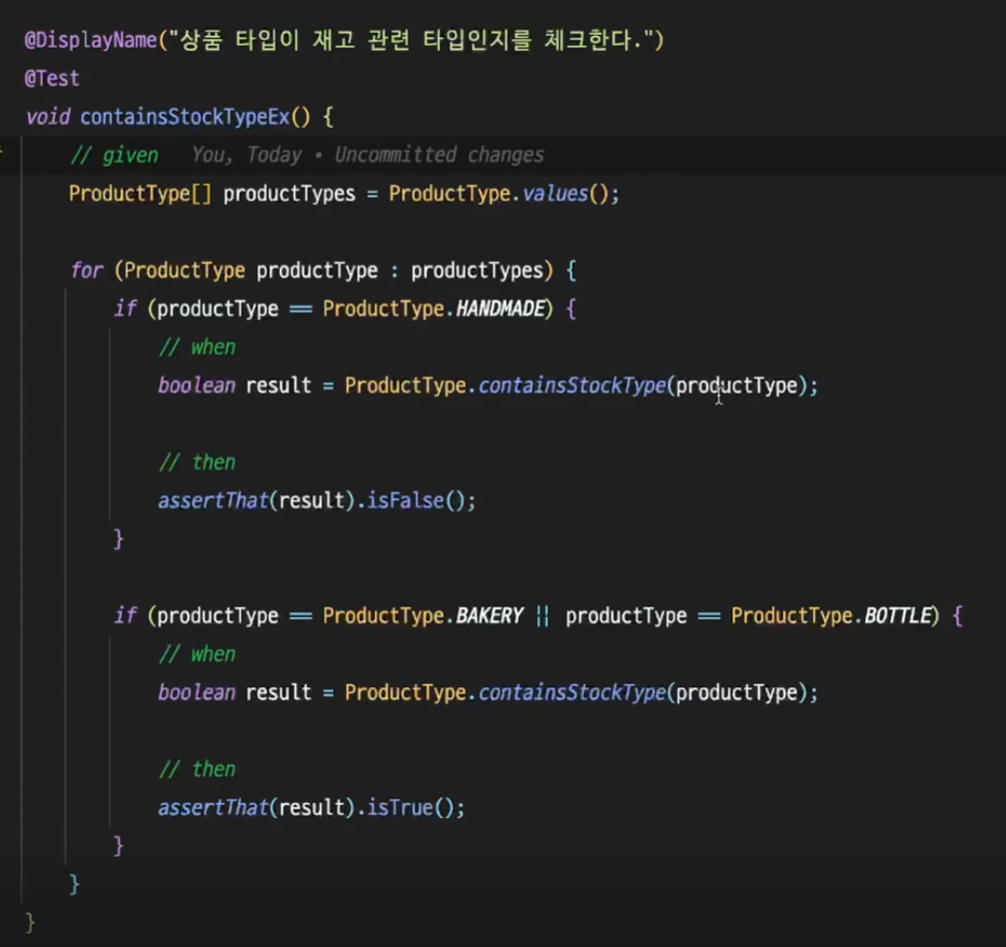 @DisplayName("상품 타입이 재고 관련 타입인지를 체크한다.")
@Test
void containsStockTypeEx() {
// given You, Today • Uncommitted changes
ProductType[] productTypes = ProductType.values();
for (ProductType productType : productTypes) {
if (productType == ProductType.HANDMADE) {
// when
boolean result = ProductType.containsStockType(productType);
// then
assertThat(result).isFalse();
}
if (productType == ProductType.BAKERY || productType == ProductType.BOTTLE) {
// when
boolean result = ProductType.containsStockType(productType);
// then
assertThat(result).isTrue();
}
}
}